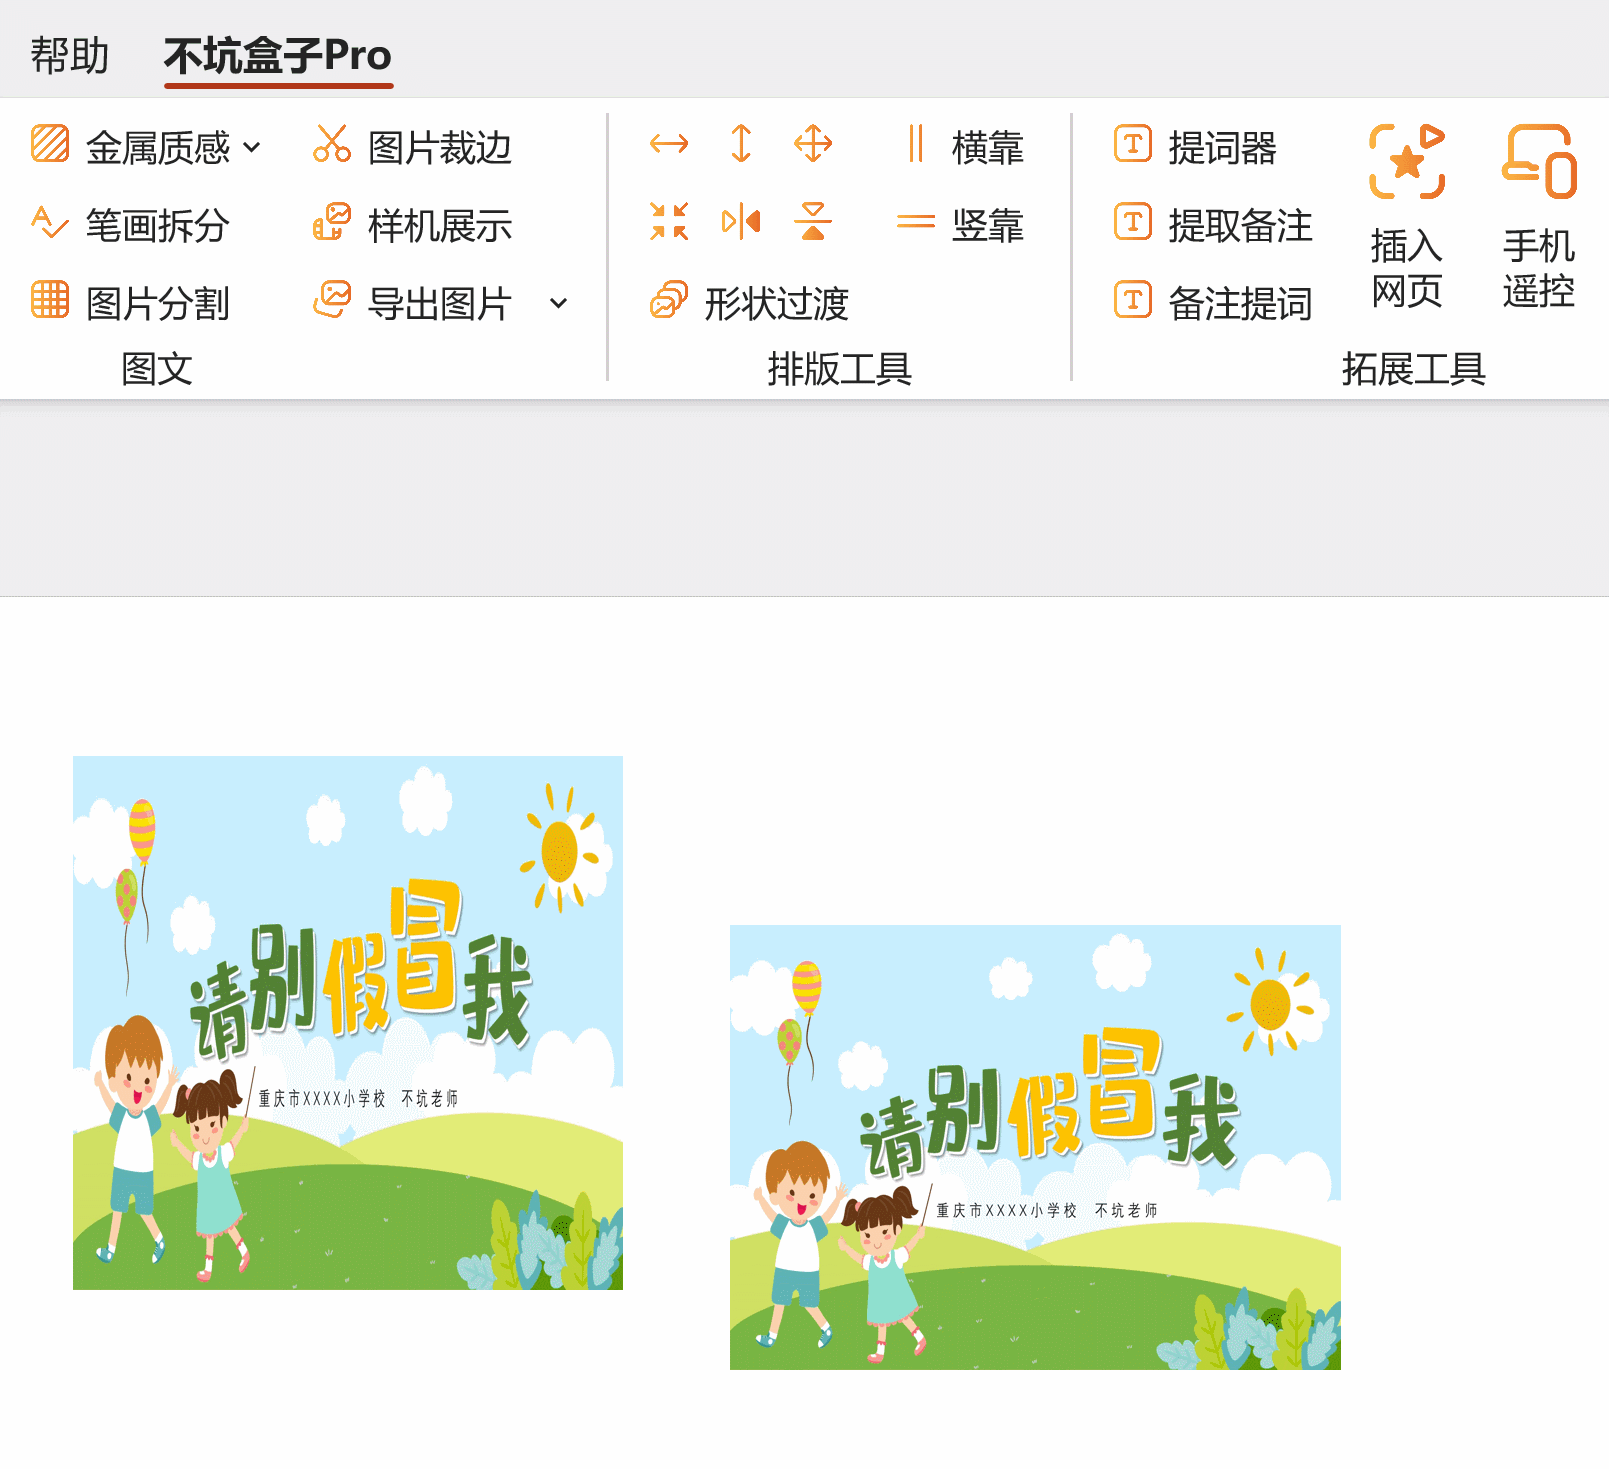 帮助 不坑盒子Pro
金属质感 图片裁边 横靠 提词器
笔画拆分 样机展示 竖靠 提取备注
图片分割 导出图片 形状过渡 备注提词
插入
网页
手机
遥控
图文 排版工具 拓展工具
请别假冒我
重庆市XXXX小学校 不坑老师
请别假冒我
重庆市XXXX小学校 不坑老师